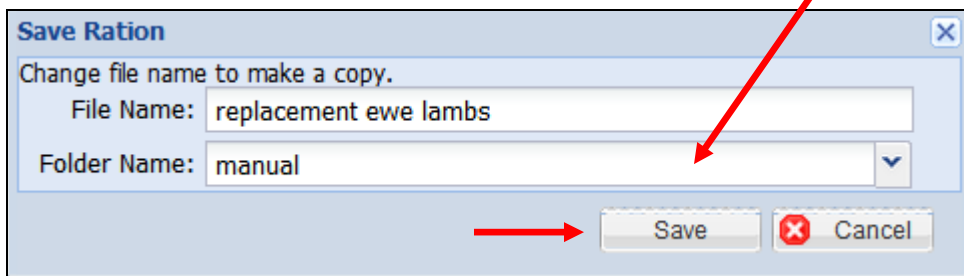 Save Ration
Change file name to make a copy.
File Name: replacement ewe lambs
Folder Name: manual
Save Cancel